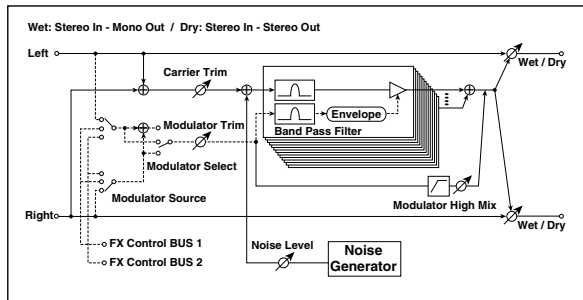 Wet: Stereo In - Mono Out / Dry: Stereo In - Stereo Out
Left
Wet / Dry
Carrier Trim
Envelope
Band Pass Filter
Modulator Trim
Modulator Select
Modulator Source
Modulator High Mix
Right
Wet / Dry
FX Control BUS 1
FX Control BUS 2
Noise Level
Noise
Generator